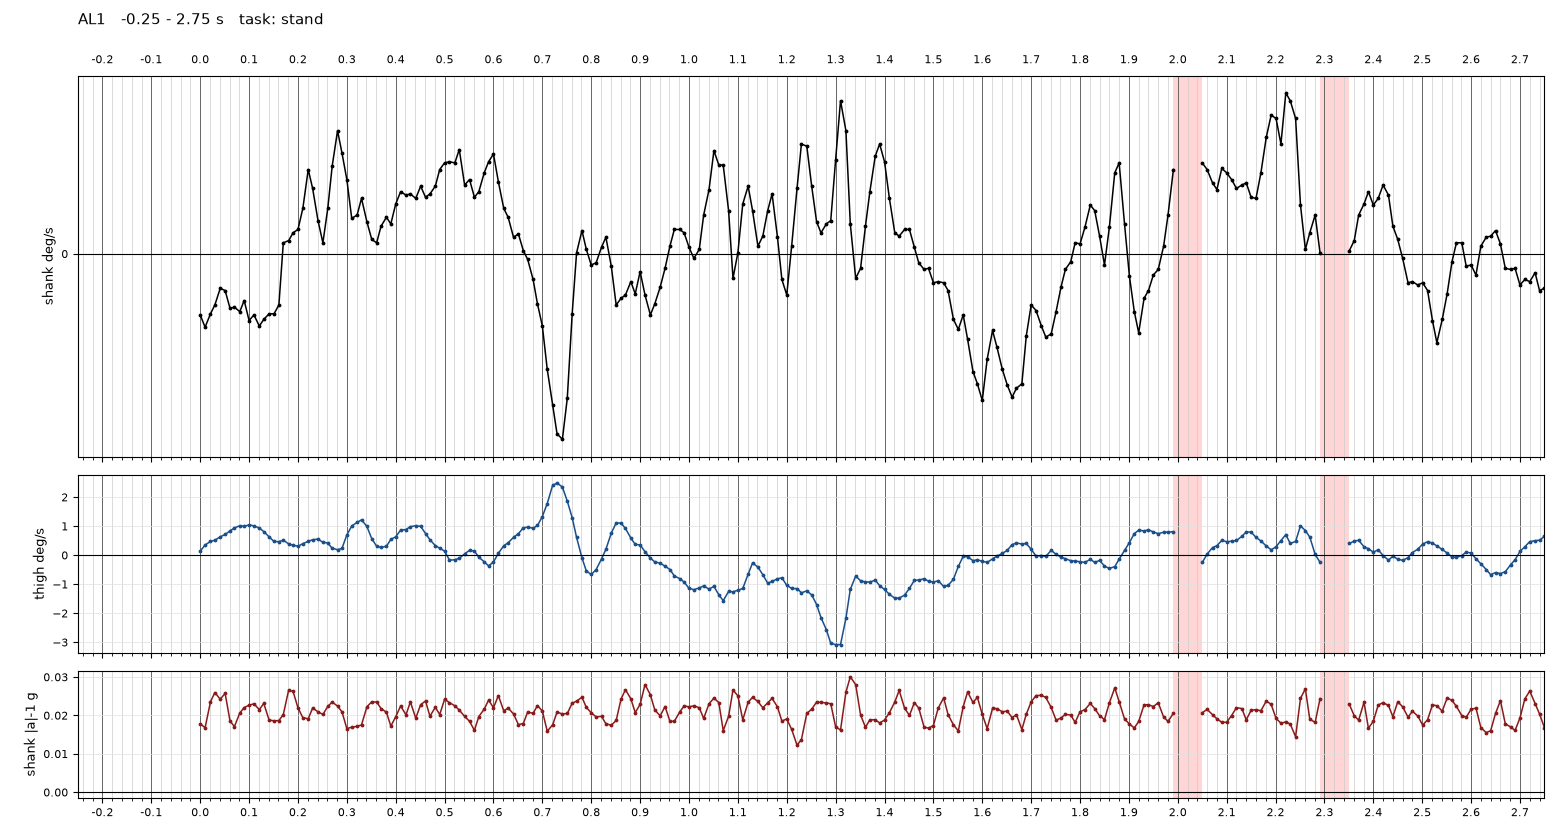 AL1   -0.25 - 2.75 s   task: stand
-0.2 -0.1 0.0 0.1 0.2 0.3 0.4 0.5 0.6 0.7 0.8 0.9 1.0 1.1 1.2 1.3 1.4 1.5 1.6 1.7 1.8 1.9 2.0 2.1 2.2 2.3 2.4 2.5 2.6 2.7
shank deg/s
0
thigh deg/s
2
1
0
−1
−2
−3
shank |a|-1 g
0.03
0.02
0.01
0.00
-0.2 -0.1 0.0 0.1 0.2 0.3 0.4 0.5 0.6 0.7 0.8 0.9 1.0 1.1 1.2 1.3 1.4 1.5 1.6 1.7 1.8 1.9 2.0 2.1 2.2 2.3 2.4 2.5 2.6 2.7